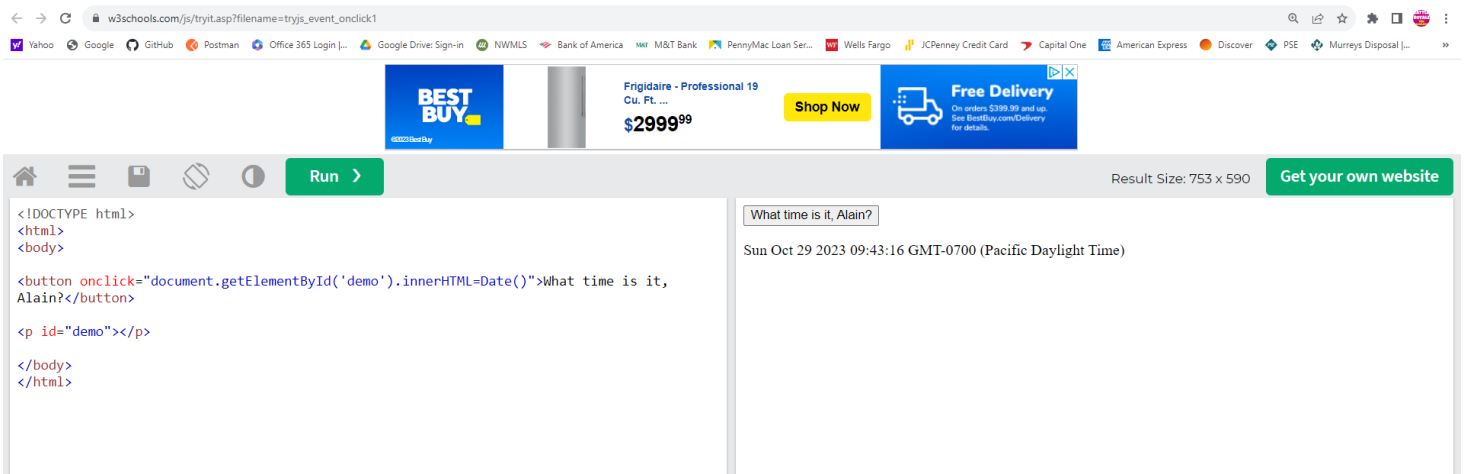 w3schools.com/js/tryit.asp?filename=tryjs_event_onclick1
Yahoo Google GitHub Postman Office 365 Login |... Google Drive: Sign-in NWMLS Bank of America M&T Bank PennyMac Loan Ser... Wells Fargo JCPenney Credit Card Capital One American Express Discover PSE Murreys Disposal |... »
BEST
BUY
©2023 Best Buy
Frigidaire - Professional 19
Cu. Ft. ...
$2999⁹⁹
Shop Now
Free Delivery
On orders $399.99 and up.
See BestBuy.com/Delivery
for details.
Run ❯
Result Size: 753 x 590
Get your own website
<!DOCTYPE html>
<html>
<body>
<button onclick="document.getElementById('demo').innerHTML=Date()">What time is it,
Alain?</button>
<p id="demo"></p>
</body>
</html>
What time is it, Alain?
Sun Oct 29 2023 09:43:16 GMT-0700 (Pacific Daylight Time)